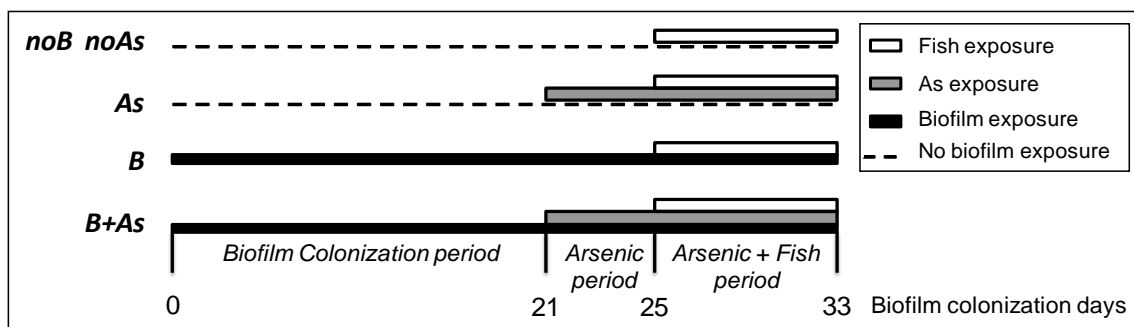 noB noAs
As
B
B+As
Fish exposure
As exposure
Biofilm exposure
No biofilm exposure
Biofilm Colonization period
Arsenic
period
Arsenic + Fish
period
0
21
25
33
Biofilm colonization days